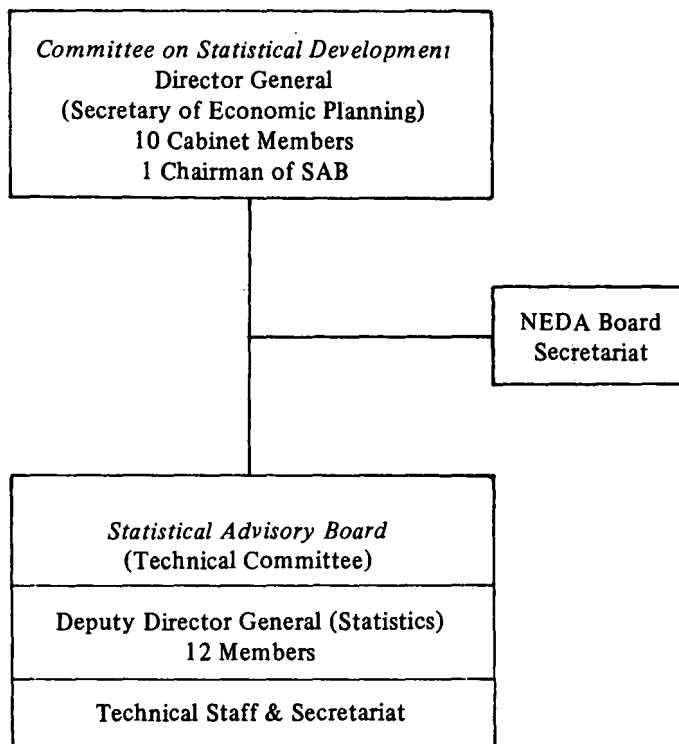 Committee on Statistical Development
Director General
(Secretary of Economic Planning)
10 Cabinet Members
1 Chairman of SAB
NEDA Board
Secretariat
Statistical Advisory Board
(Technical Committee)
Deputy Director General (Statistics)
12 Members
Technical Staff & Secretariat